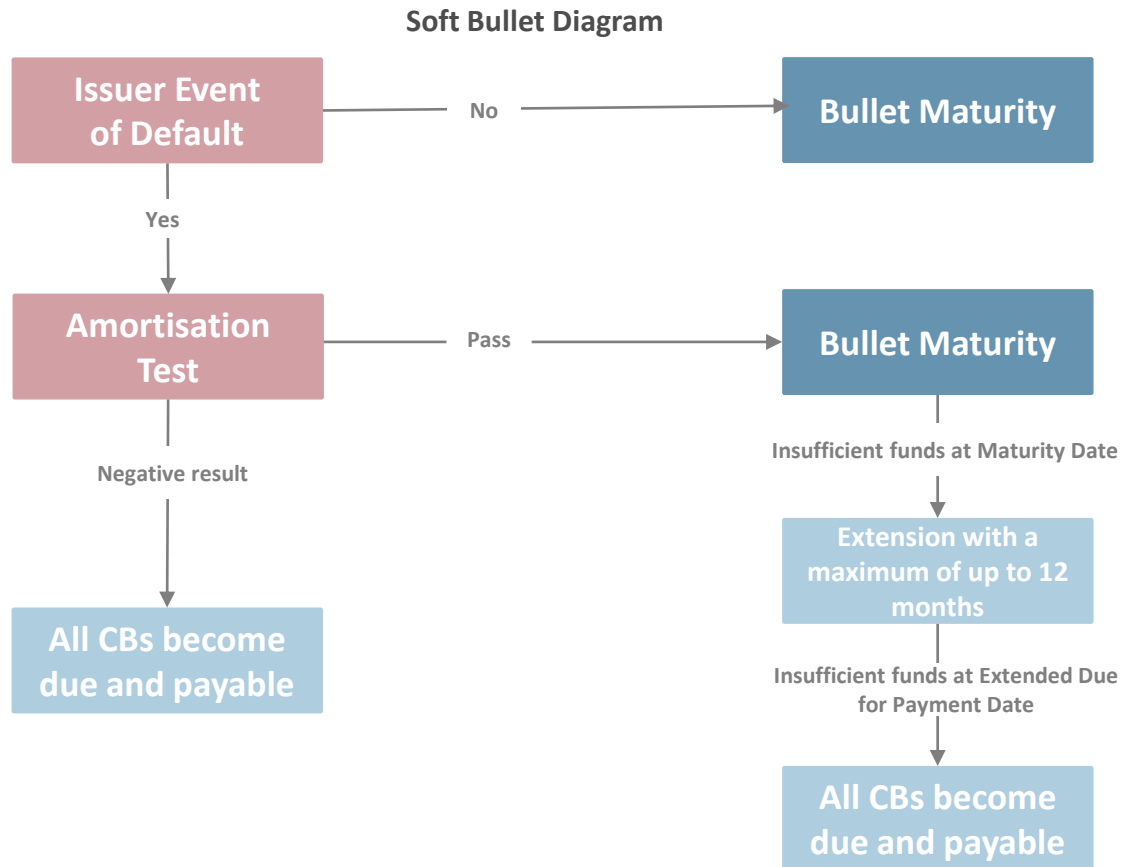 Soft Bullet Diagram
Issuer Event
of Default
No
Bullet Maturity
Yes
Amortisation
Test
Pass
Bullet Maturity
Negative result
Insufficient funds at Maturity Date
Extension with a
maximum of up to 12
months
All CBs become
due and payable
Insufficient funds at Extended Due
for Payment Date
All CBs become
due and payable